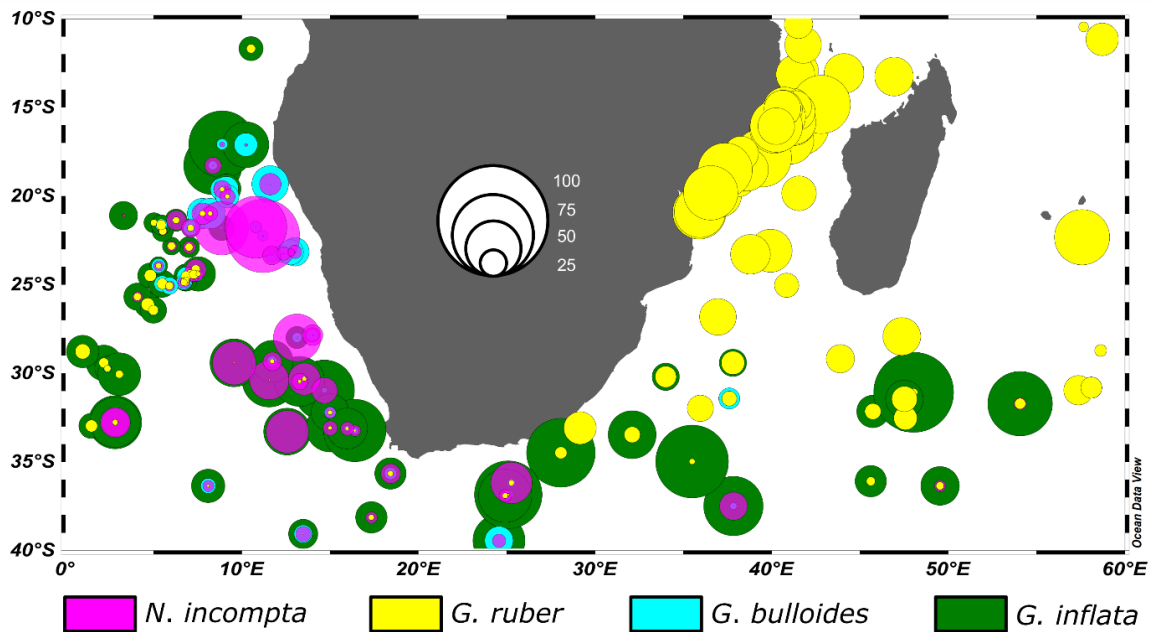 10°S
15°S
20°S
25°S
30°S
35°S
40°S
100
75
50
25
Ocean Data View
0° 10°E 20°E 30°E 40°E 50°E 60°E
N. incompta G. ruber G. bulloides G. inflata